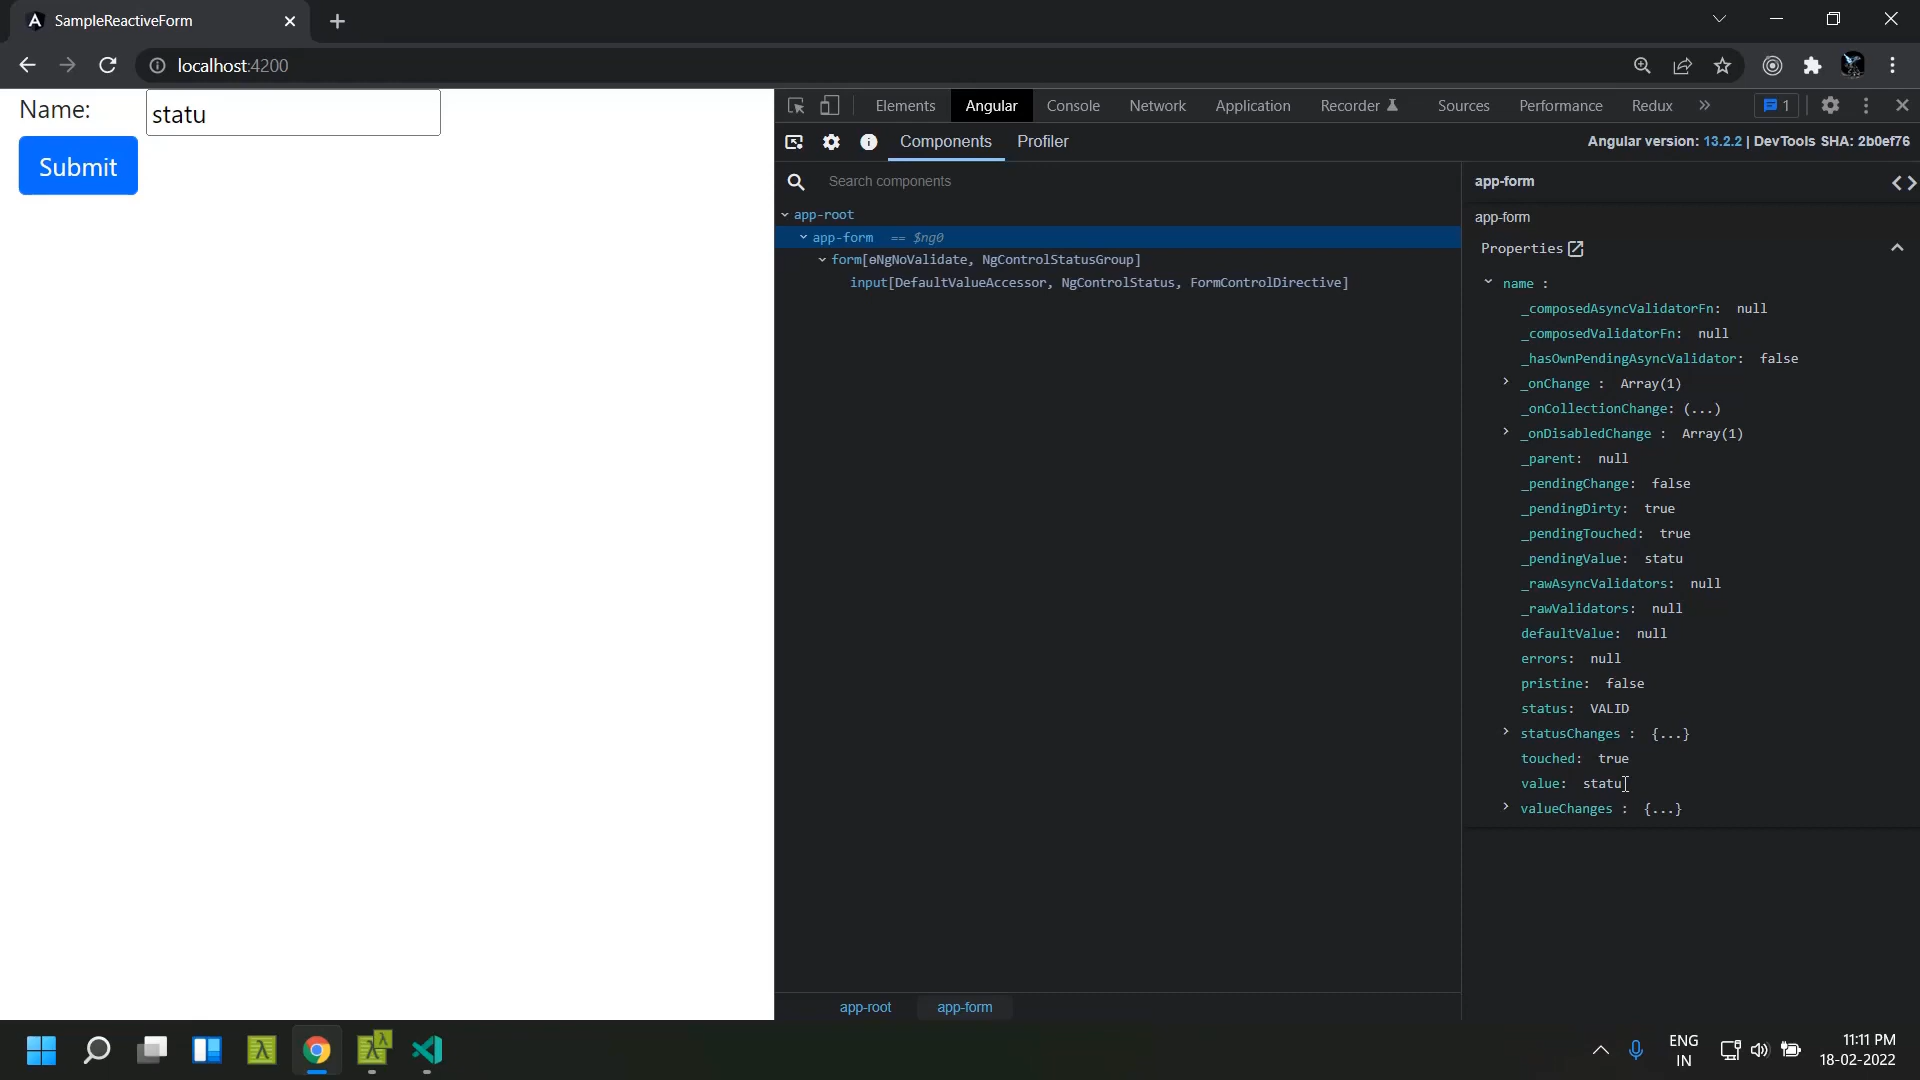 SampleReactiveForm
localhost:4200
Name:
statu
Submit
Elements Angular Console Network Application Recorder Sources Performance Redux » 1
Components Profiler Angular version: 13.2.2 | DevTools SHA: 2b0ef76
Search components
app-root
app-form == $ng0
form[ɵNgNoValidate, NgControlStatusGroup]
input[DefaultValueAccessor, NgControlStatus, FormControlDirective]
app-form
app-form
Properties
name :
_composedAsyncValidatorFn: null
_composedValidatorFn: null
_hasOwnPendingAsyncValidator: false
_onChange : Array(1)
_onCollectionChange: (...)
_onDisabledChange : Array(1)
_parent: null
_pendingChange: false
_pendingDirty: true
_pendingTouched: true
_pendingValue: statu
_rawAsyncValidators: null
_rawValidators: null
defaultValue: null
errors: null
pristine: false
status: VALID
statusChanges : {...}
touched: true
value: statu
valueChanges : {...}
app-root app-form
ENG
IN
11:11 PM
18-02-2022